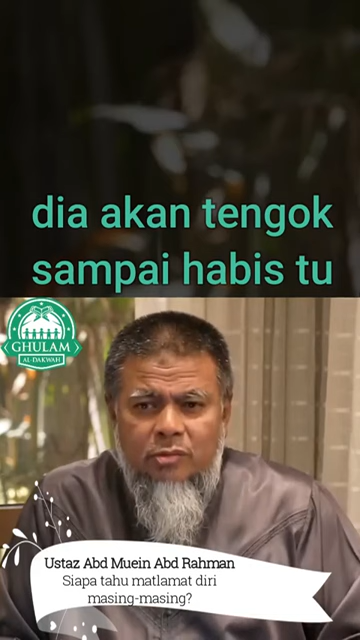 dia akan tengok
sampai habis tu
GHULAM
AL-DAKWAH
Ustaz Abd Muein Abd Rahman
Siapa tahu matlamat diri
masing-masing?